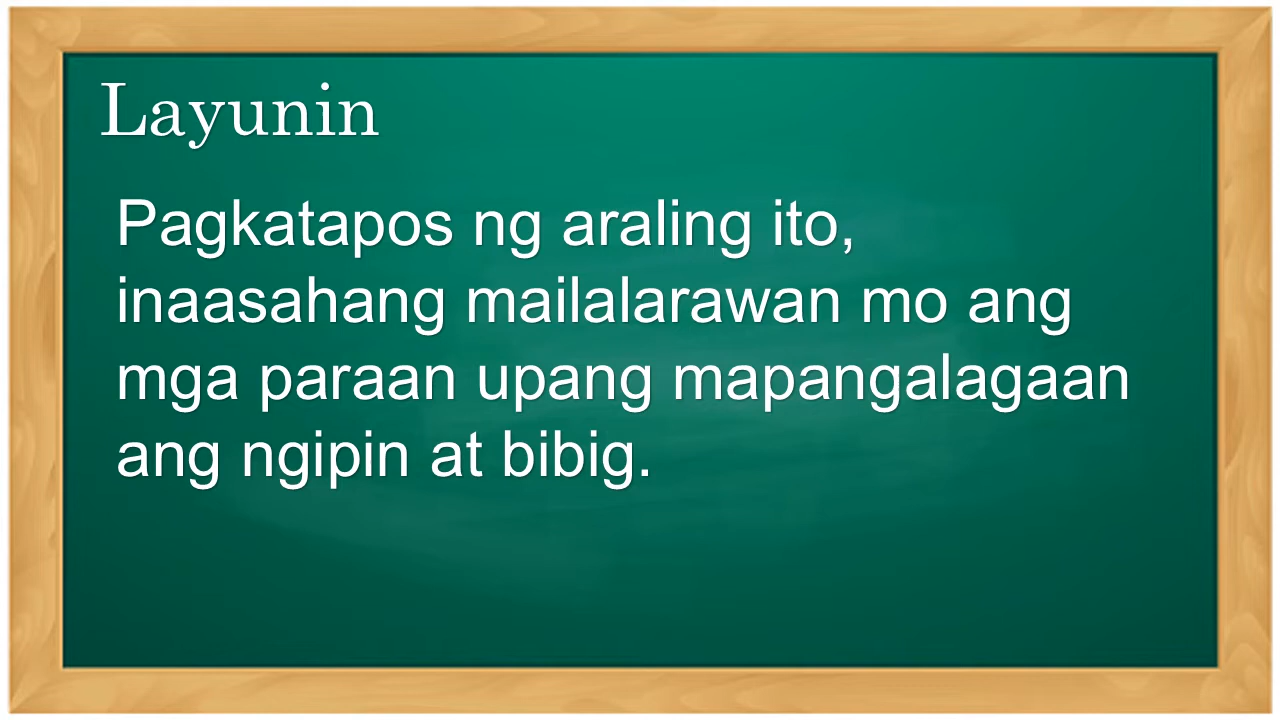 Layunin
Pagkatapos ng araling ito,
inaasahang mailalarawan mo ang
mga paraan upang mapangalagaan
ang ngipin at bibig.